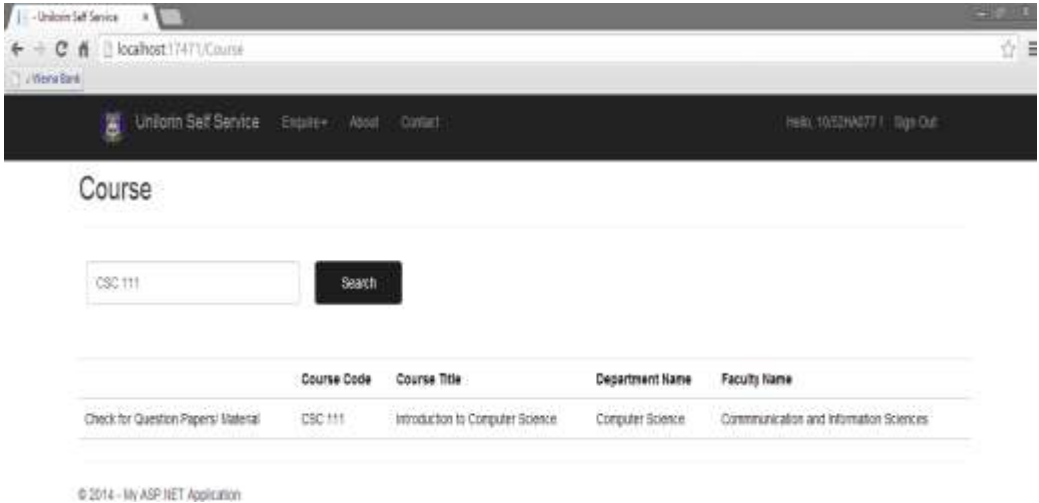 - Unilorin Self Service
localhost:17471/Course
Unilorin Self Service Enquire+ About Contact Sign Out
Course
CSC 111 Search
Course Code Course Title Department Name Faculty Name
Check for Question Papers/ Material CSC 111 Introduction to Computer Science Computer Science Commmunication and Information Sciences
© 2014 - My ASP.NET Application